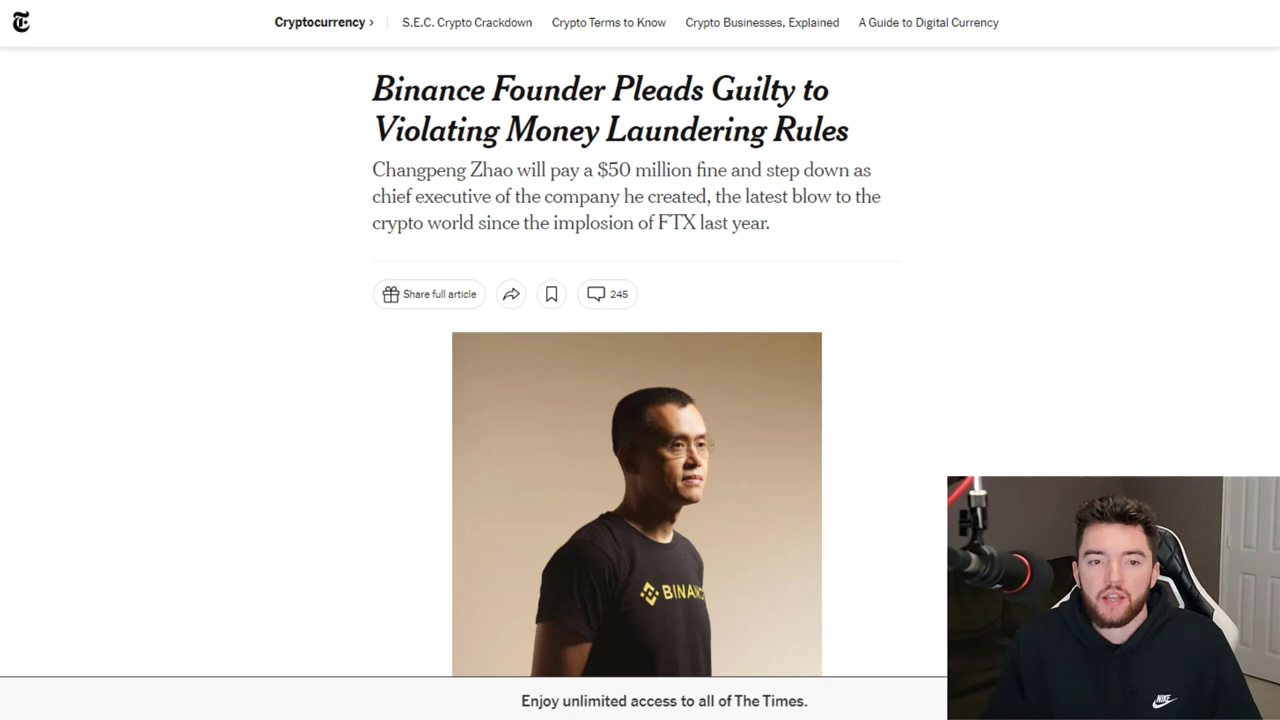 Cryptocurrency ›
S.E.C. Crypto Crackdown
Crypto Terms to Know
Crypto Businesses, Explained
A Guide to Digital Currency
Binance Founder Pleads Guilty to
Violating Money Laundering Rules
Changpeng Zhao will pay a $50 million fine and step down as
chief executive of the company he created, the latest blow to the
crypto world since the implosion of FTX last year.
Share full article
245
BINANC
NIKE
Enjoy unlimited access to all of The Times.